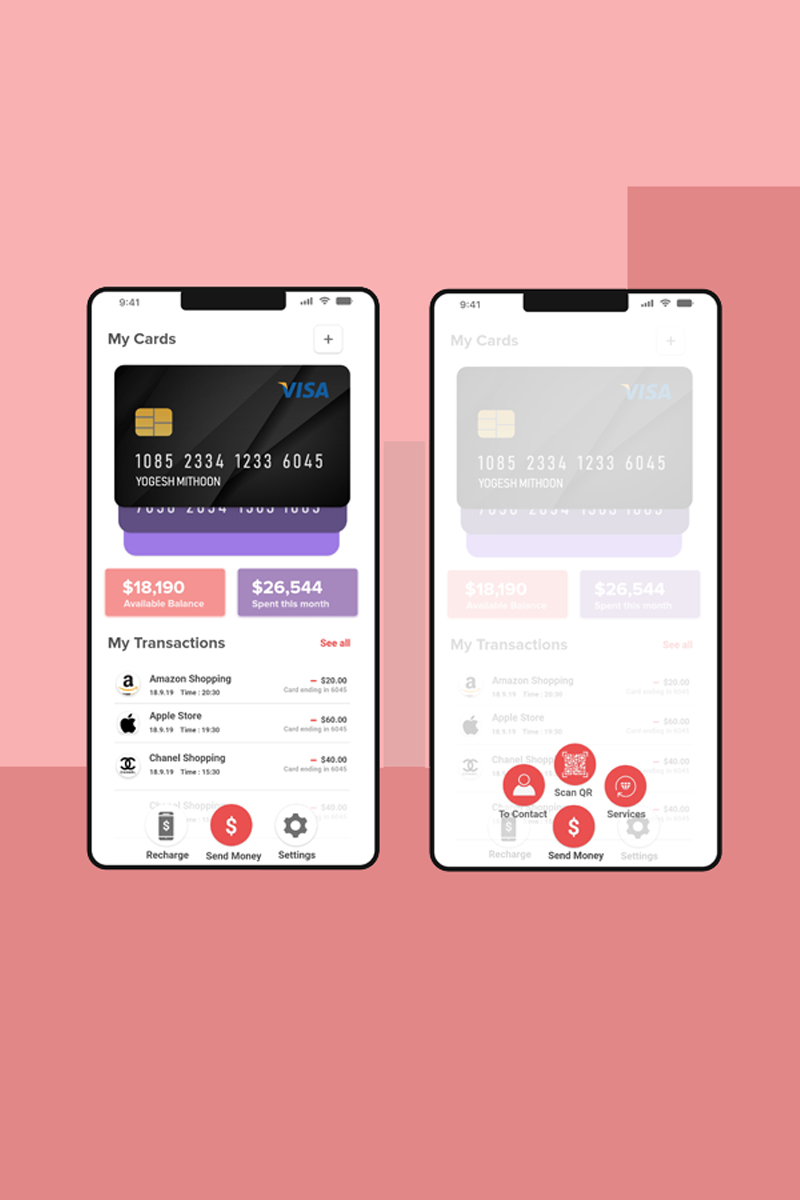 9:41
My Cards
+
VISA
1085 2334 1233 6045
YOGESH MITHOON
$18,190
Available Balance
$26,544
Spent this month
My Transactions
See all
a
Amazon Shopping
– $20.00
18.9.19 Time : 20:30
Card ending in 6045
Apple Store
– $60.00
18.9.19 Time : 19:30
Card ending in 6045
Chanel Shopping
– $40.00
CHANEL
18.9.19 Time : 15:30
Card ending in 6045
Chanel Shopping
– $40.00
$
$
Recharge
Send Money
Settings
9:41
My Cards
+
VISA
1085 2334 1233 6045
YOGESH MITHOON
$18,190
Available Balance
$26,544
Spent this month
My Transactions
See all
a
Amazon Shopping
– $20.00
18.9.19 Time : 20:30
Card ending in 6045
Apple Store
– $60.00
18.9.19 Time : 19:30
Card ending in 6045
Chanel Shopping
– $40.00
Card ending in 6045
Scan QR
To Contact
Services
– $40.00
$
$
Recharge
Send Money
Settings